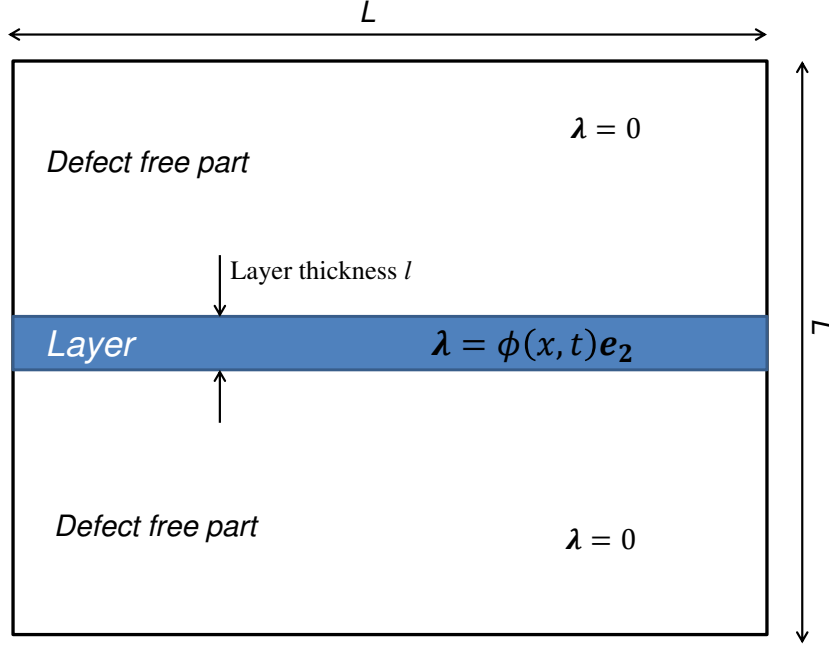 L
λ = 0
Defect free part
Layer thickness l
L
Layer
λ = ϕ(x, t)e₂
Defect free part
λ = 0